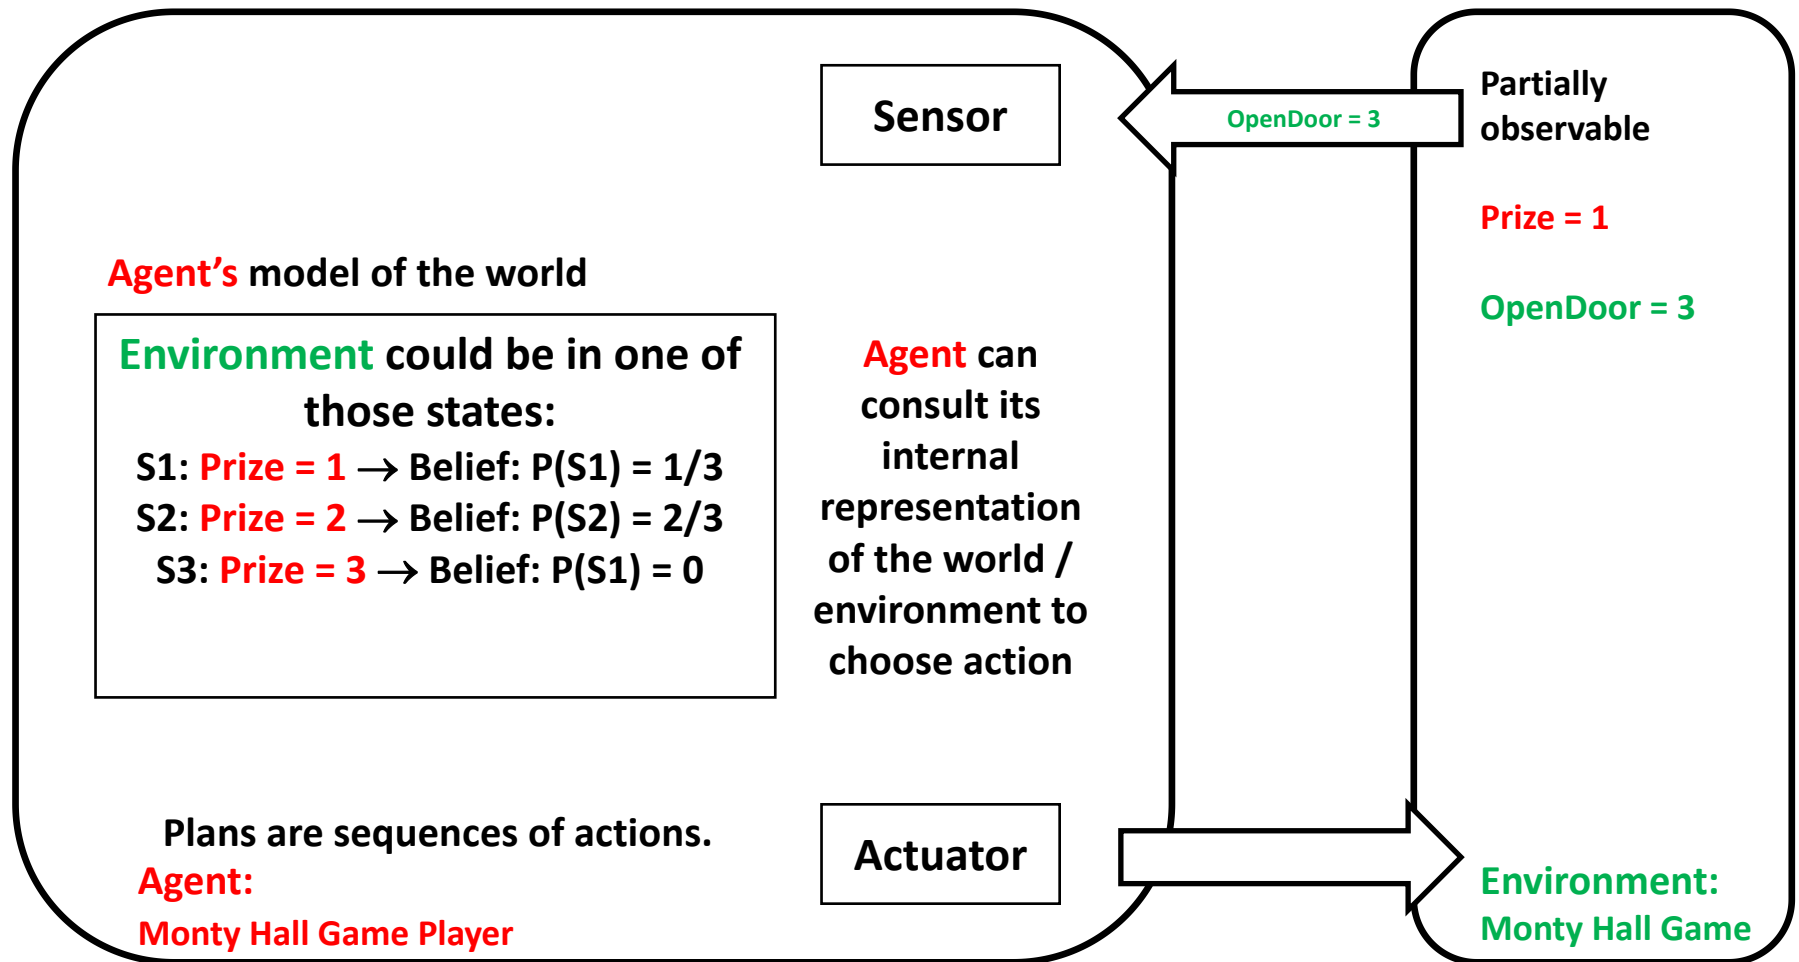 Sensor
OpenDoor = 3
Partially
observable
Prize = 1
OpenDoor = 3
Agent’s model of the world
Environment could be in one of
those states:
S1: Prize = 1 → Belief: P(S1) = 1/3
S2: Prize = 2 → Belief: P(S2) = 2/3
S3: Prize = 3 → Belief: P(S1) = 0
Agent can
consult its
internal
representation
of the world /
environment to
choose action
Plans are sequences of actions.
Agent:
Monty Hall Game Player
Actuator
Environment:
Monty Hall Game